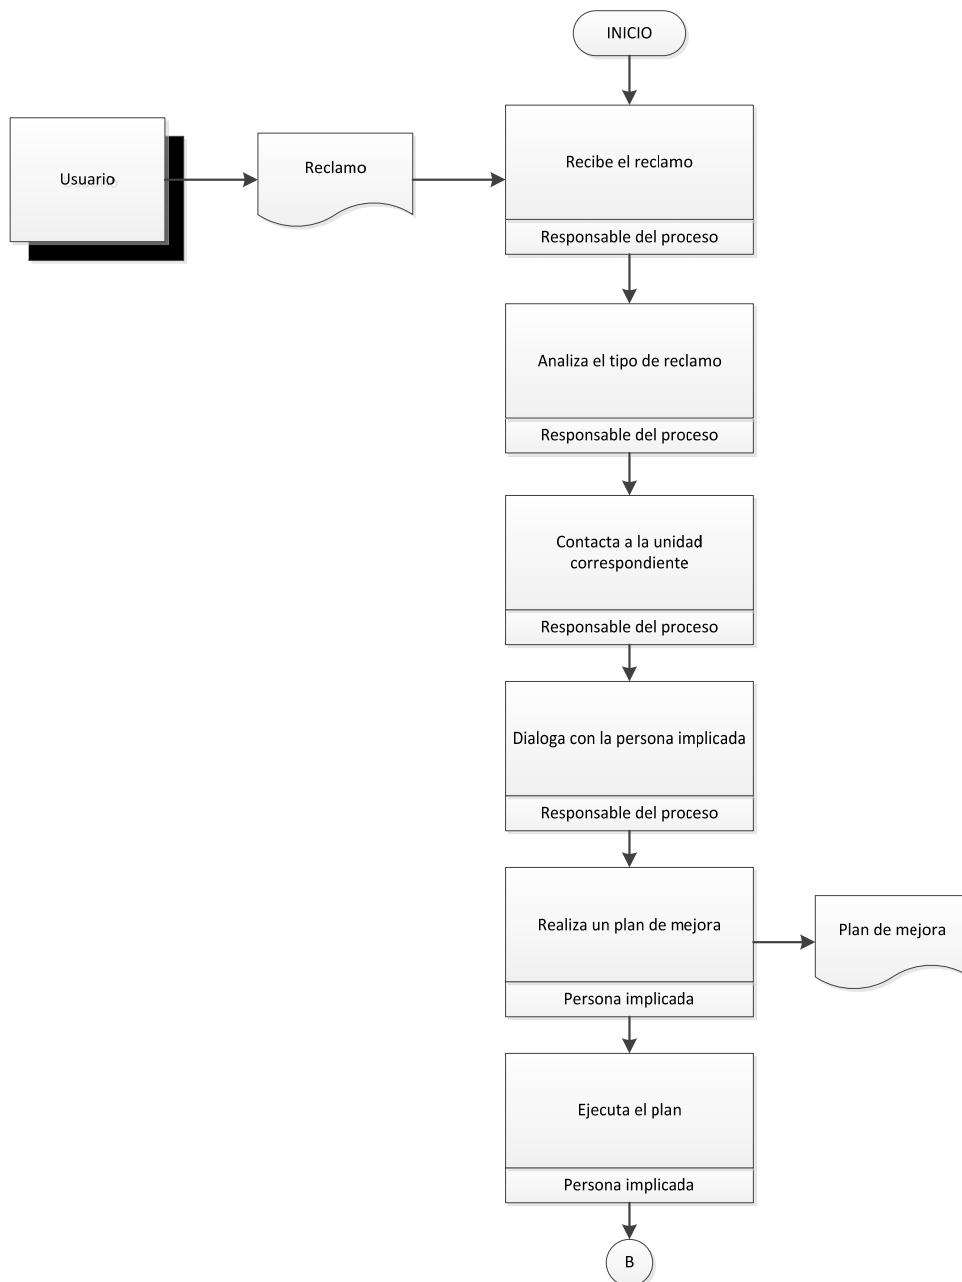 INICIO
Usuario
Reclamo
Recibe el reclamo
Responsable del proceso
Analiza el tipo de reclamo
Responsable del proceso
Contacta a la unidad
correspondiente
Responsable del proceso
Dialoga con la persona implicada
Responsable del proceso
Realiza un plan de mejora
Plan de mejora
Persona implicada
Ejecuta el plan
Persona implicada
B